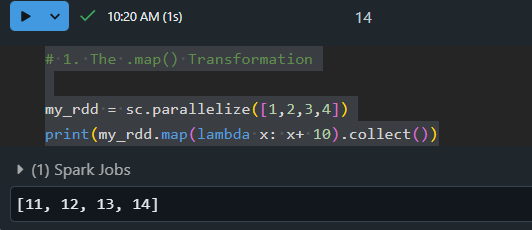 10:20 AM (1s)
14
# 1. The .map() Transformation
my_rdd = sc.parallelize([1,2,3,4])
print(my_rdd.map(lambda x: x+ 10).collect())
(1) Spark Jobs
[11, 12, 13, 14]